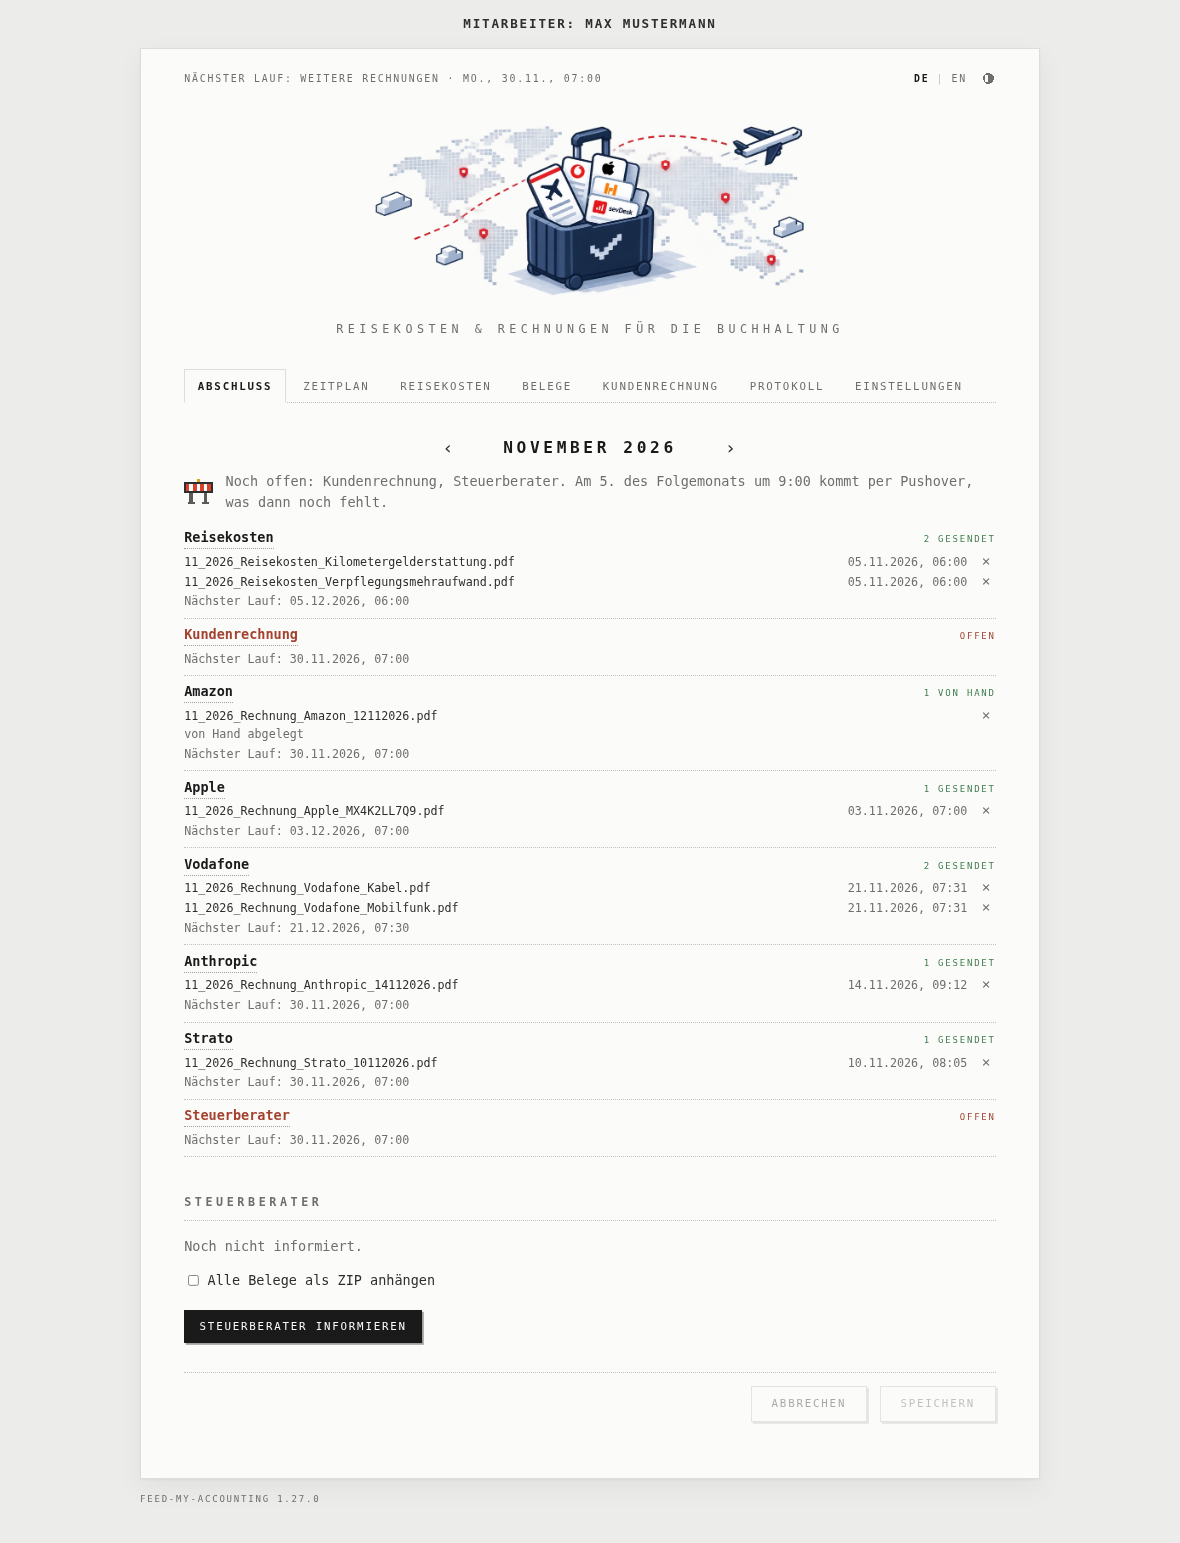 MITARBEITER: MAX MUSTERMANN
NÄCHSTER LAUF: WEITERE RECHNUNGEN · MO., 30.11., 07:00
DE | EN
sevDesk
REISEKOSTEN & RECHNUNGEN FÜR DIE BUCHHALTUNG
ABSCHLUSS ZEITPLAN REISEKOSTEN BELEGE KUNDENRECHNUNG PROTOKOLL EINSTELLUNGEN
‹ NOVEMBER 2026 ›
Noch offen: Kundenrechnung, Steuerberater. Am 5. des Folgemonats um 9:00 kommt per Pushover,
was dann noch fehlt.
Reisekosten 2 GESENDET
11_2026_Reisekosten_Kilometergelderstattung.pdf 05.11.2026, 06:00 ×
11_2026_Reisekosten_Verpflegungsmehraufwand.pdf 05.11.2026, 06:00 ×
Nächster Lauf: 05.12.2026, 06:00
Kundenrechnung OFFEN
Nächster Lauf: 30.11.2026, 07:00
Amazon 1 VON HAND
11_2026_Rechnung_Amazon_12112026.pdf ×
von Hand abgelegt
Nächster Lauf: 30.11.2026, 07:00
Apple 1 GESENDET
11_2026_Rechnung_Apple_MX4K2LL7Q9.pdf 03.11.2026, 07:00 ×
Nächster Lauf: 03.12.2026, 07:00
Vodafone 2 GESENDET
11_2026_Rechnung_Vodafone_Kabel.pdf 21.11.2026, 07:31 ×
11_2026_Rechnung_Vodafone_Mobilfunk.pdf 21.11.2026, 07:31 ×
Nächster Lauf: 21.12.2026, 07:30
Anthropic 1 GESENDET
11_2026_Rechnung_Anthropic_14112026.pdf 14.11.2026, 09:12 ×
Nächster Lauf: 30.11.2026, 07:00
Strato 1 GESENDET
11_2026_Rechnung_Strato_10112026.pdf 10.11.2026, 08:05 ×
Nächster Lauf: 30.11.2026, 07:00
Steuerberater OFFEN
Nächster Lauf: 30.11.2026, 07:00
STEUERBERATER
Noch nicht informiert.
Alle Belege als ZIP anhängen
STEUERBERATER INFORMIEREN
ABBRECHEN SPEICHERN
FEED-MY-ACCOUNTING 1.27.0